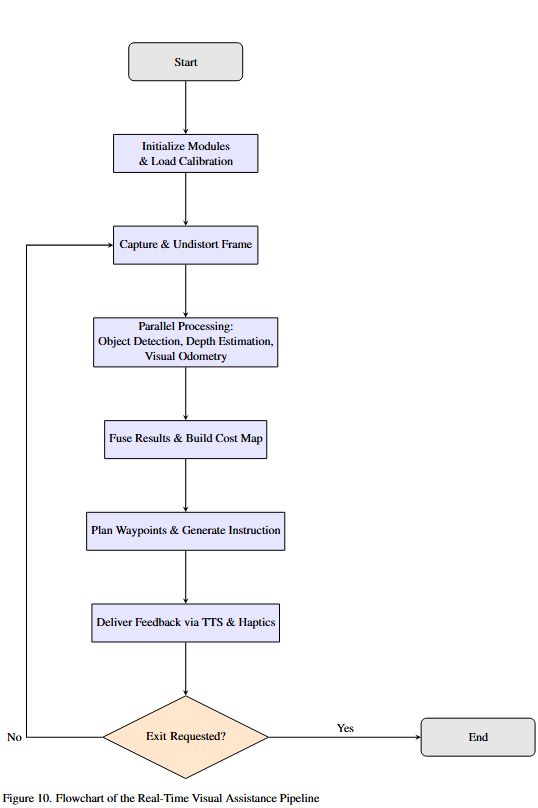 Start
Initialize Modules
& Load Calibration
Capture & Undistort Frame
Parallel Processing:
Object Detection, Depth Estimation,
Visual Odometry
Fuse Results & Build Cost Map
Plan Waypoints & Generate Instruction
Deliver Feedback via TTS & Haptics
Exit Requested?
No
Yes
End
Figure 10. Flowchart of the Real-Time Visual Assistance Pipeline